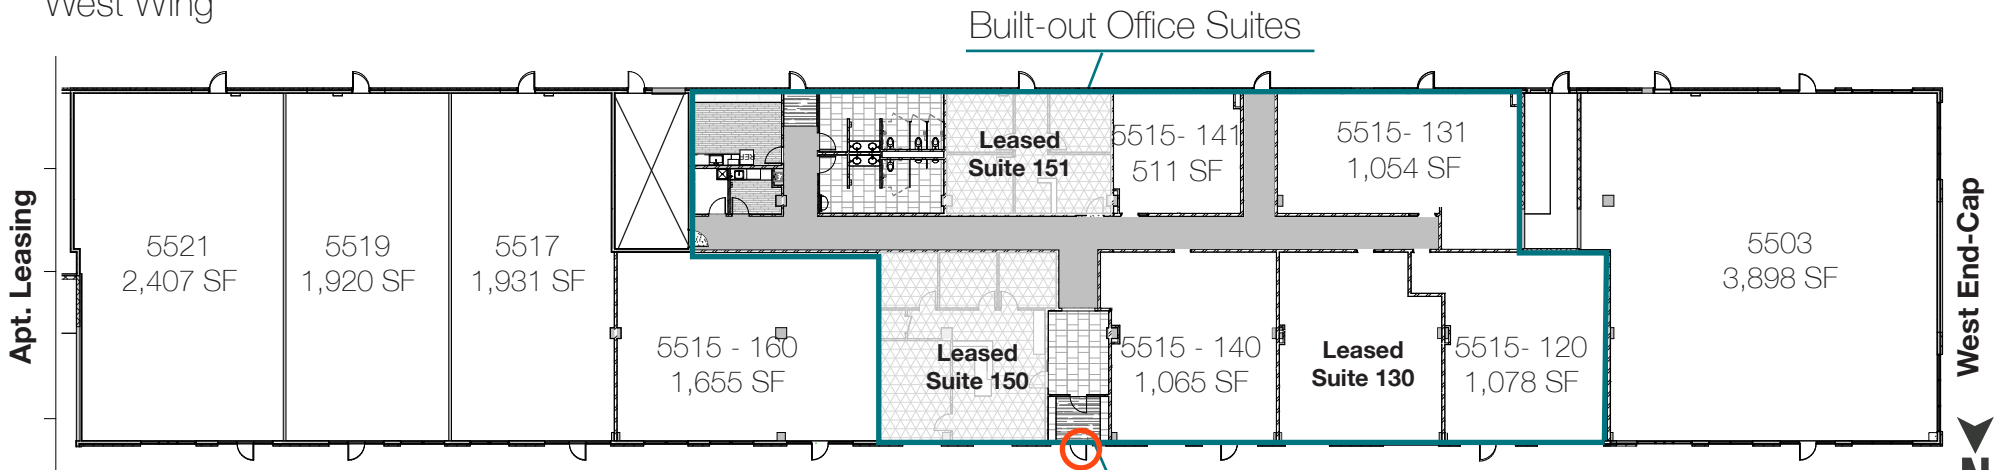 West Wing
Built-out Office Suites
Apt. Leasing
5521
2,407 SF
5519
1,920 SF
5517
1,931 SF
REF
Leased
Suite 151
5515- 141
511 SF
5515- 131
1,054 SF
5515 - 160
1,655 SF
Leased
Suite 150
5515 - 140
1,065 SF
Leased
Suite 130
5515- 120
1,078 SF
5503
3,898 SF
West End-Cap
N